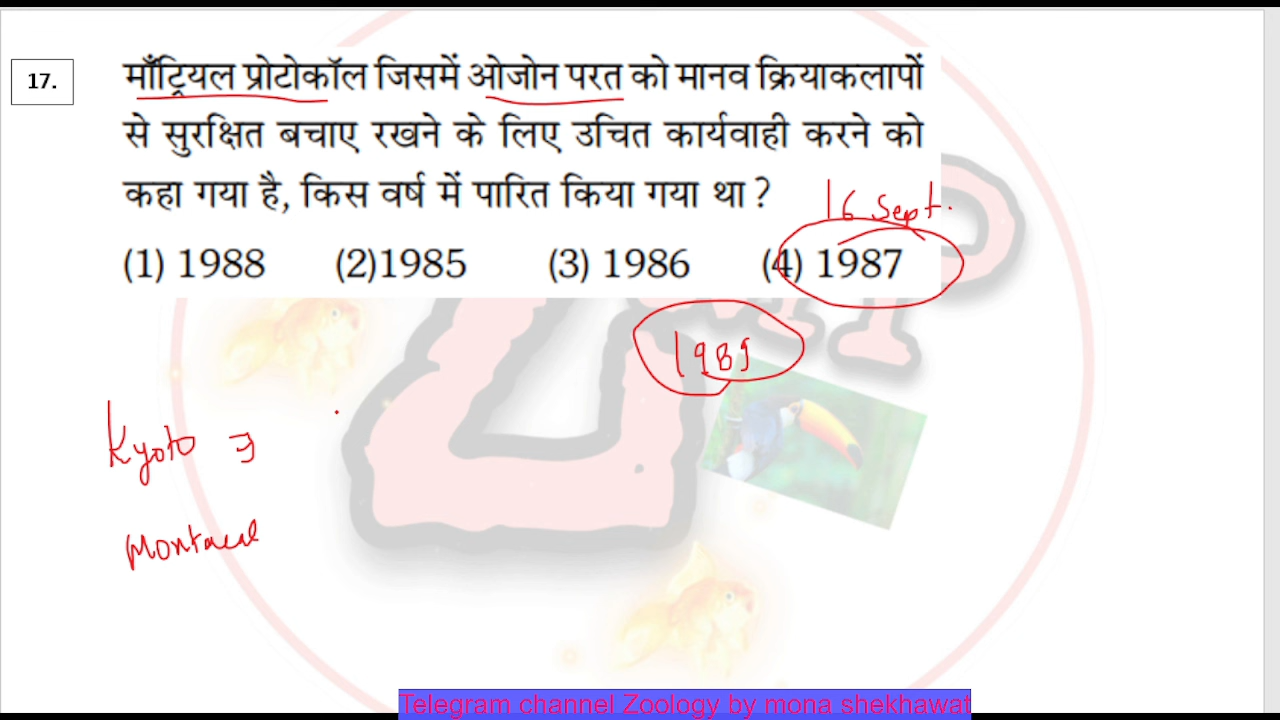 17.
माँट्रियल प्रोटोकॉल जिसमें ओजोन परत को मानव क्रियाकलापों
से सुरक्षित बचाए रखने के लिए उचित कार्यवाही करने को
कहा गया है, किस वर्ष में पारित किया गया था ?
16 Sept.
(1) 1988 (2)1985 (3) 1986 (4) 1987
1989
Kyoto
Telegram channel Zoology by mona shekhawat